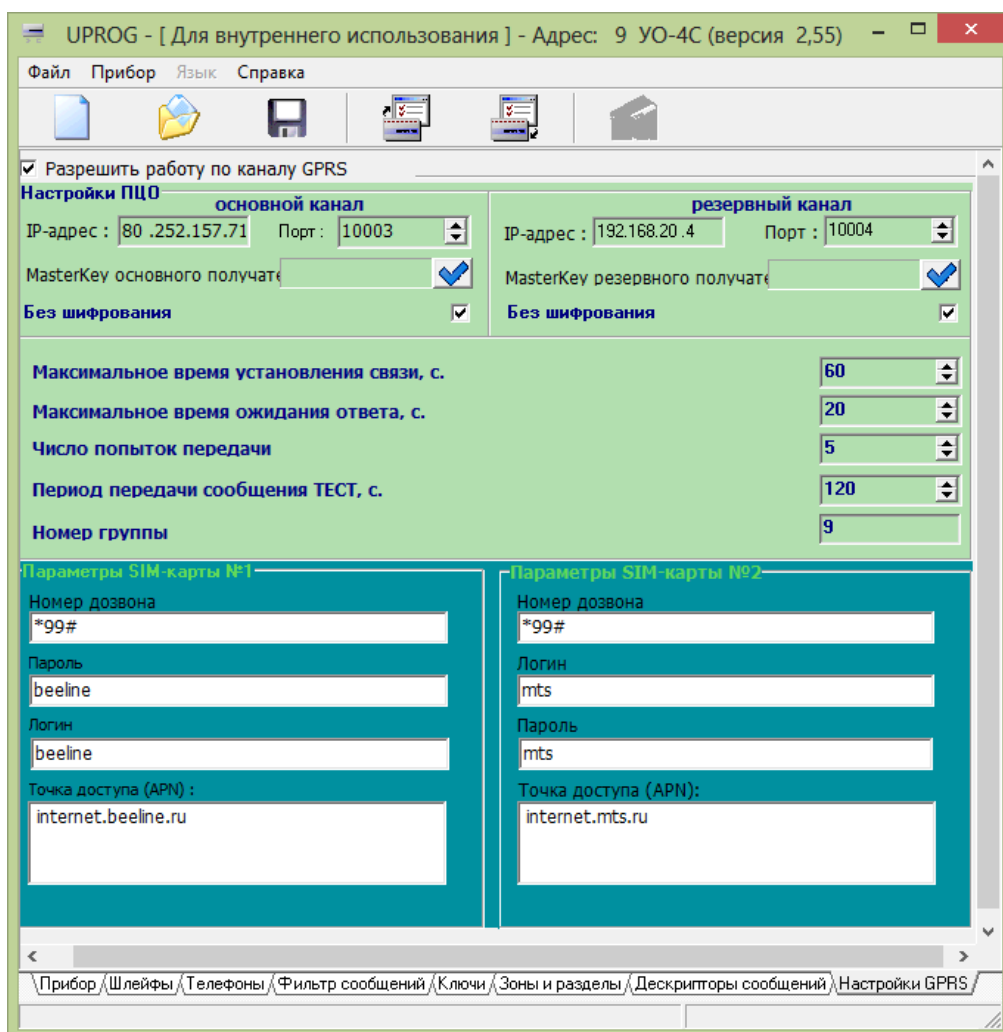 UPROG - [ Для внутреннего использования ] - Адрес: 9 УО-4С (версия 2,55)
Файл Прибор Язык Справка
Разрешить работу по каналу GPRS
Настройки ПЦО
основной канал
IP-адрес : 80 .252.157.71 Порт : 10003
MasterKey основного получате
Без шифрования
резервный канал
IP-адрес : 192.168.20 .4 Порт : 10004
MasterKey резервного получате
Без шифрования
Максимальное время установления связи, с. 60
Максимальное время ожидания ответа, с. 20
Число попыток передачи 5
Период передачи сообщения ТЕСТ, с. 120
Номер группы 9
Параметры SIM-карты №1
Номер дозвона
*99#
Пароль
beeline
Логин
beeline
Точка доступа (APN) :
internet.beeline.ru
Параметры SIM-карты №2
Номер дозвона
*99#
Логин
mts
Пароль
mts
Точка доступа (APN):
internet.mts.ru
Прибор Шлейфы Телефоны Фильтр сообщений Ключи Зоны и разделы Дескрипторы сообщений Настройки GPRS